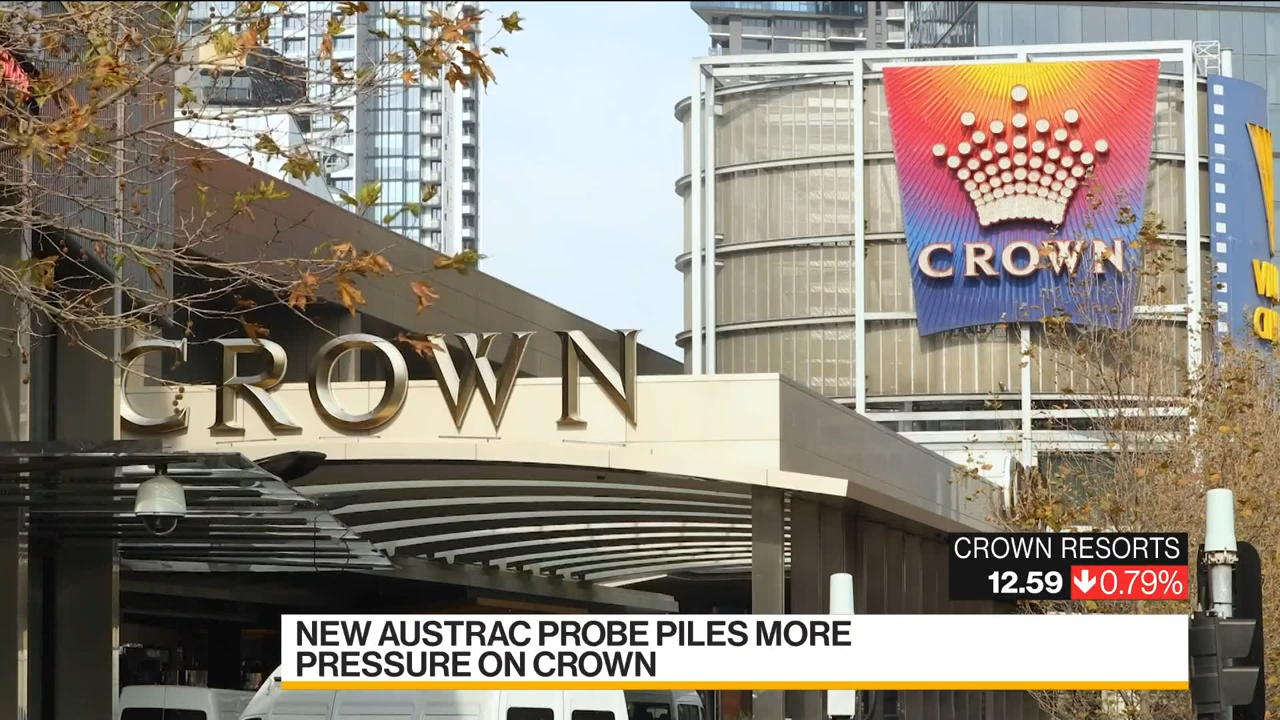 CROWN
CROWN
CROWN RESORTS
12.59 0.79%
NEW AUSTRAC PROBE PILES MORE
PRESSURE ON CROWN